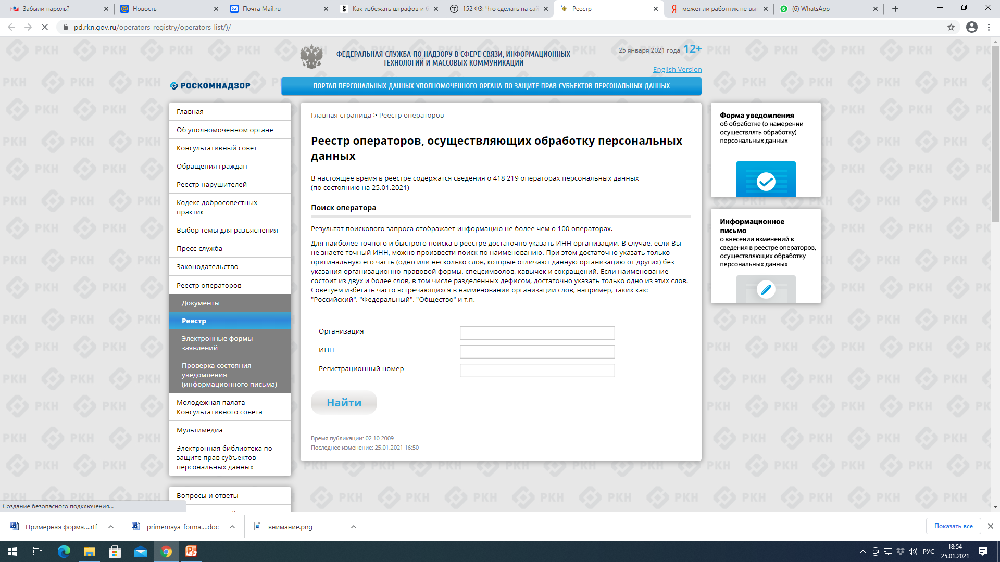 Забыли пароль?
Новость
Почта Mail.ru
Как избежать штрафов и б
152 ФЗ: Что сделать на сай
Реестр
может ли работник не вып
(6) WhatsApp
pd.rkn.gov.ru/operators-registry/operators-list/)/
ФЕДЕРАЛЬНАЯ СЛУЖБА ПО НАДЗОРУ В СФЕРЕ СВЯЗИ, ИНФОРМАЦИОННЫХ
ТЕХНОЛОГИЙ И МАССОВЫХ КОММУНИКАЦИЙ
25 января 2021 года 12+
English Version
РОСКОМНАДЗОР
ПОРТАЛ ПЕРСОНАЛЬНЫХ ДАННЫХ УПОЛНОМОЧЕННОГО ОРГАНА ПО ЗАЩИТЕ ПРАВ СУБЪЕКТОВ ПЕРСОНАЛЬНЫХ ДАННЫХ
Главная
Об уполномоченном органе
Консультативный совет
Обращения граждан
Реестр нарушителей
Кодекс добросовестных
практик
Выбор темы для разъяснения
Пресс-служба
Законодательство
Реестр операторов
Документы
Реестр
Электронные формы
заявлений
Проверка состояния
уведомления
(информационного письма)
Молодежная палата
Консультативного совета
Мультимедиа
Электронная библиотека по
защите прав субъектов
персональных данных
Вопросы и ответы
Главная страница > Реестр операторов
Реестр операторов, осуществляющих обработку персональных
данных
В настоящее время в реестре содержатся сведения о 418 219 операторах персональных данных
(по состоянию на 25.01.2021)
Поиск оператора
Результат поискового запроса отображает информацию не более чем о 100 операторах.
Для наиболее точного и быстрого поиска в реестре достаточно указать ИНН организации. В случае, если Вы
не знаете точный ИНН, можно произвести поиск по наименованию. При этом достаточно указать только
оригинальную его часть (одно или несколько слов, которые отличают данную организацию от других) без
указания организационно-правовой формы, спецсимволов, кавычек и сокращений. Если наименование
состоит из двух и более слов, в том числе разделенных дефисом, достаточно указать только одно из этих слов.
Советуем избегать часто встречающихся в наименовании организации слов, например, таких как:
"Российский", "Федеральный", "Общество" и т.п.
Организация
ИНН
Регистрационный номер
Найти
Время публикации: 02.10.2009
Последнее изменение: 25.01.2021 16:50
Форма уведомления
об обработке (о намерении
осуществлять обработку)
персональных данных
Информационное
письмо
о внесении изменений в
сведения в реестре операторов,
осуществляющих обработку
персональных данных
Создание безопасного подключения...
Примерная форма....rtf
primernaya_forma....doc
внимание.png
Показать все
РУС
18:54
25.01.2021